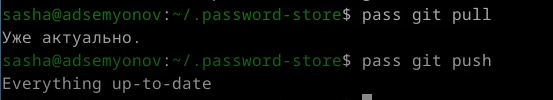 sasha@adsemyonov:~/.password-store$ pass git pull
Уже актуально.
sasha@adsemyonov:~/.password-store$ pass git push
Everything up-to-date